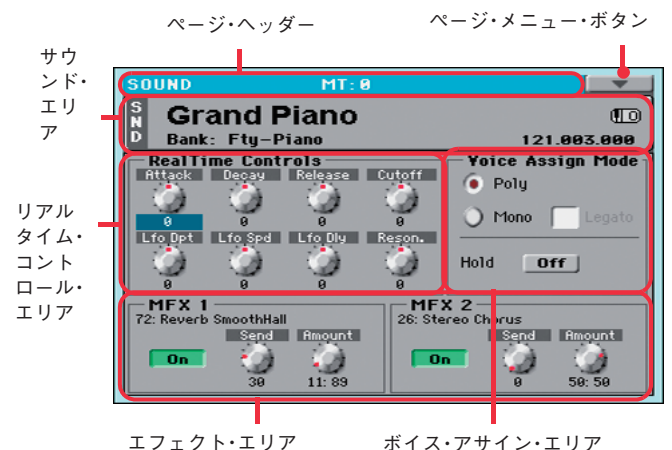 ページ・ヘッダー
ページ・メニュー・ボタン
サウ
ンド・
エリ
ア
SOUND MT: 0
SND
Grand Piano
Bank: Fty-Piano 121.003.000
リアル
タイム・
コント
ロール・
エリア
RealTime Controls
Attack Decay Release Cutoff
0 0 0 0
Lfo Dpt Lfo Spd Lfo Dly Reson.
0 0 0 0
Voice Assign Mode
Poly
Mono Legato
Hold Off
MFX 1
72: Reverb SmoothHall
Send Amount
On
30 11: 89
MFX 2
26: Stereo Chorus
Send Amount
On
0 50: 50
エフェクト・エリア
ボイス・アサイン・エリア